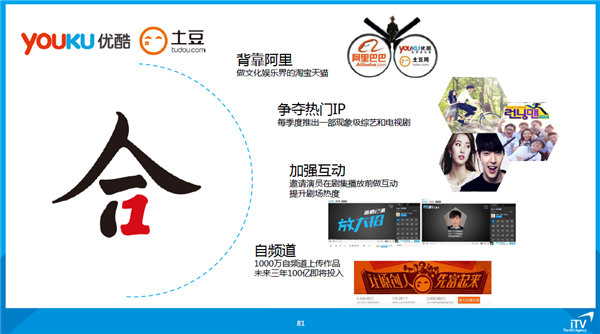 YOUKU 优酷
土豆
tudou.com
合一
背靠阿里
做文化娱乐界的淘宝天猫
阿里巴巴
Alibaba.com
YOUKU 优酷
土豆网
争夺热门IP
每季度推出一部现象级综艺和电视剧
런닝맨
加强互动
邀请演员在剧集播放前做互动
提升剧场热度
放大招
自频道
1000万自频道上传作品
未来三年100亿即将投入
让原创人先富起来
81
iTV